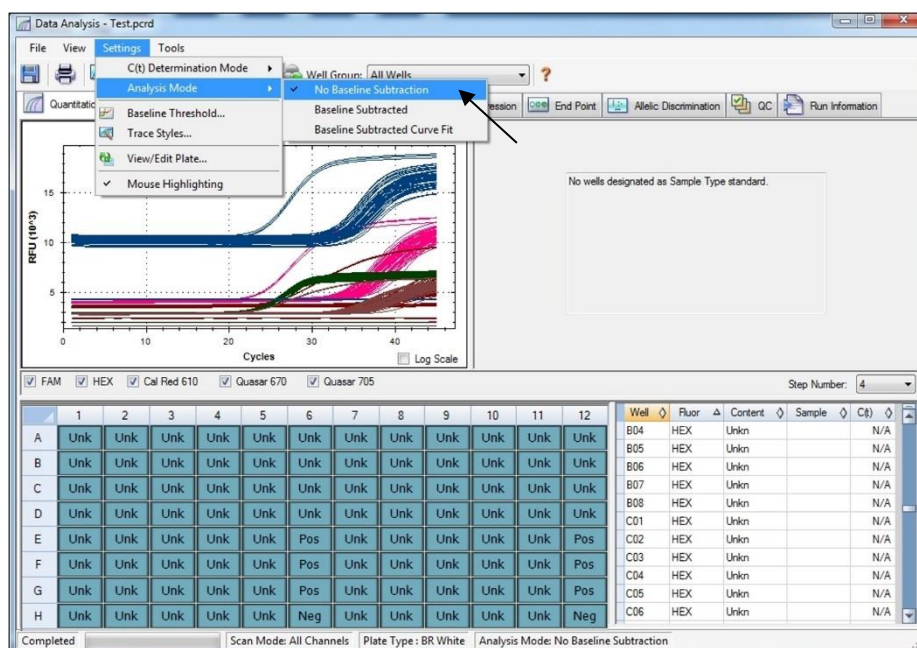 Data Analysis - Test.pcrd
File View Settings Tools
C(t) Determination Mode
Analysis Mode
Baseline Threshold...
Trace Styles...
View/Edit Plate...
Mouse Highlighting
No Baseline Subtraction
Baseline Subtracted
Baseline Subtracted Curve Fit
Well Group: All Wells ?
End Point Allelic Discrimination QC Run Information
No wells designated as Sample Type standard.
RFU (10^3)
15
10
5
0 10 20 30 40
Cycles
Log Scale
FAM HEX Cal Red 610 Quasar 670 Quasar 705 Step Number: 4
1 2 3 4 5 6 7 8 9 10 11 12
A Unk Unk Unk Unk Unk Unk Unk Unk Unk Unk Unk Unk
B Unk Unk Unk Unk Unk Unk Unk Unk Unk Unk Unk Unk
C Unk Unk Unk Unk Unk Unk Unk Unk Unk Unk Unk Unk
D Unk Unk Unk Unk Unk Unk Unk Unk Unk Unk Unk Unk
E Unk Unk Unk Unk Unk Pos Unk Unk Unk Unk Unk Pos
F Unk Unk Unk Unk Unk Pos Unk Unk Unk Unk Unk Pos
G Unk Unk Unk Unk Unk Pos Unk Unk Unk Unk Unk Pos
H Unk Unk Unk Unk Unk Neg Unk Unk Unk Unk Unk Neg
Well Fluor Content Sample C(t)
B04 HEX Unkn N/A
B05 HEX Unkn N/A
B06 HEX Unkn N/A
B07 HEX Unkn N/A
B08 HEX Unkn N/A
C01 HEX Unkn N/A
C02 HEX Unkn N/A
C03 HEX Unkn N/A
C04 HEX Unkn N/A
C05 HEX Unkn N/A
C06 HEX Unkn N/A
Completed Scan Mode: All Channels Plate Type : BR White Analysis Mode: No Baseline Subtraction